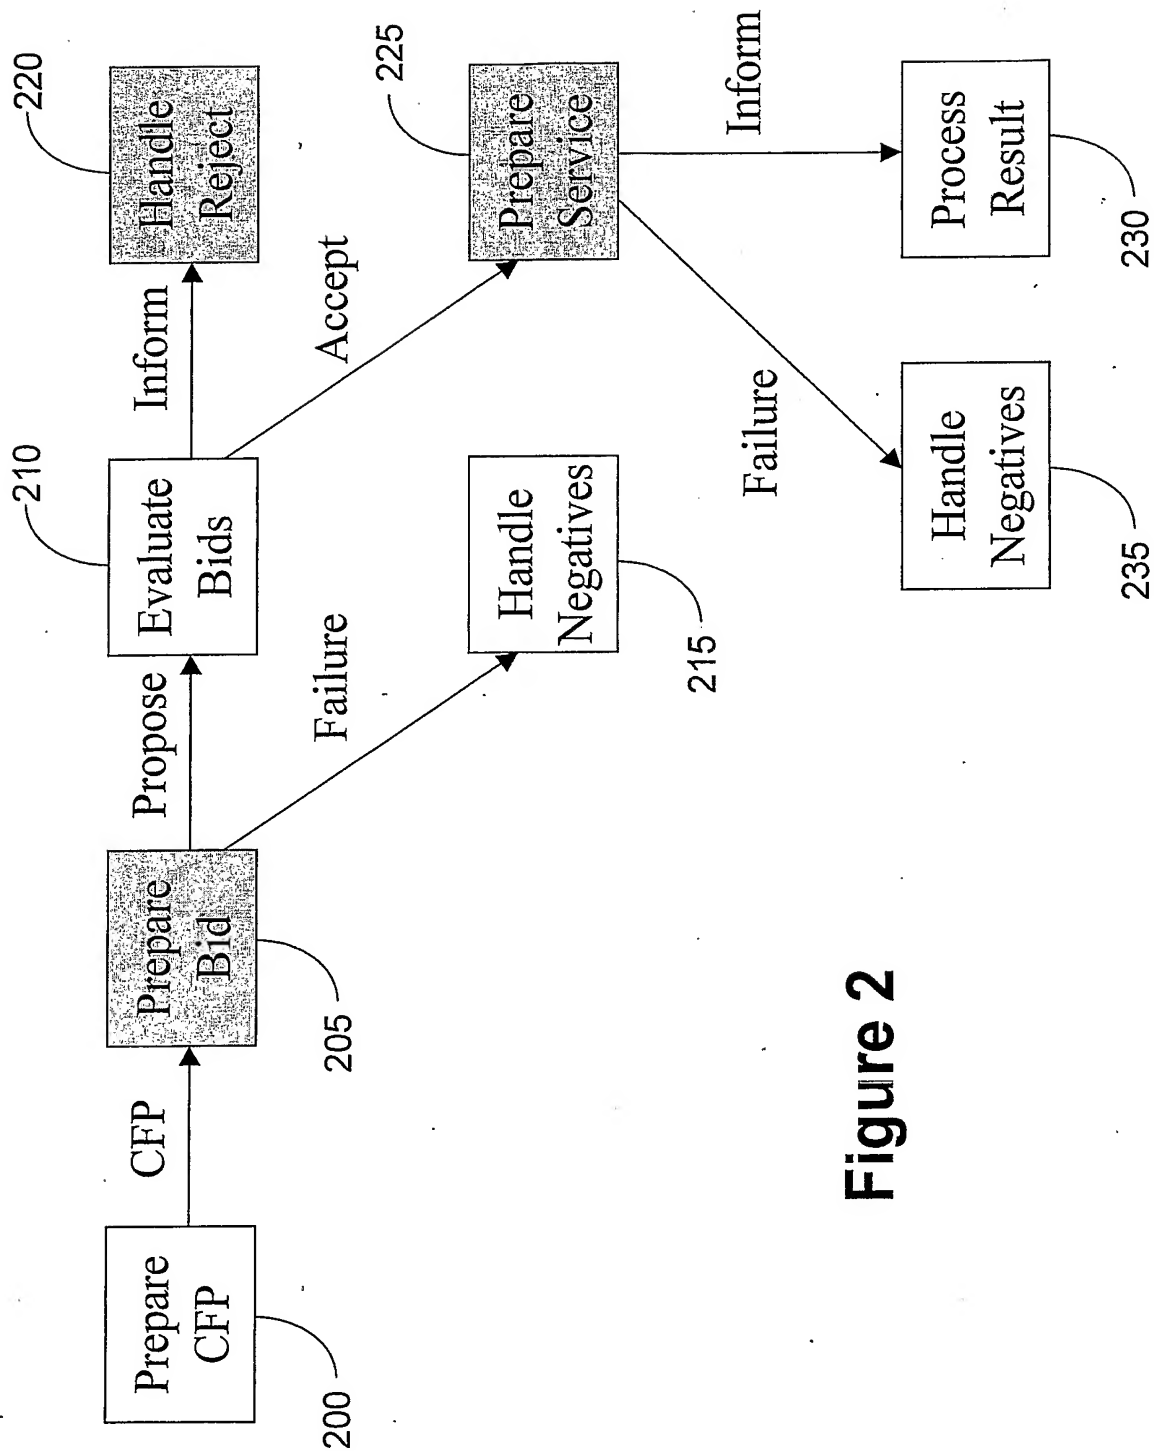 200
Prepare
CFP
CFP
205
Prepare
Bid
Propose
210
Evaluate
Bids
Inform
220
Handle
Reject
Failure
Handle
Negatives
215
Accept
225
Prepare
Service
Failure
Handle
Negatives
235
Inform
Process
Result
230
Figure 2